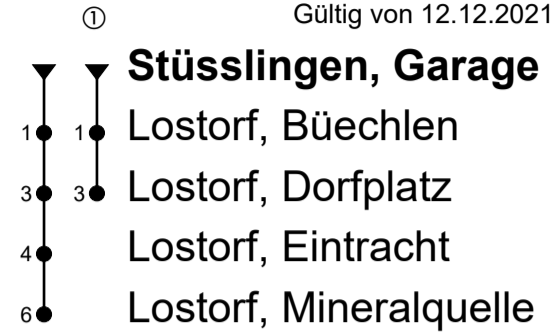 ① Gültig von 12.12.2021
Stüsslingen, Garage
1 1 Lostorf, Büechlen
3 3 Lostorf, Dorfplatz
4 Lostorf, Eintracht
6 Lostorf, Mineralquelle